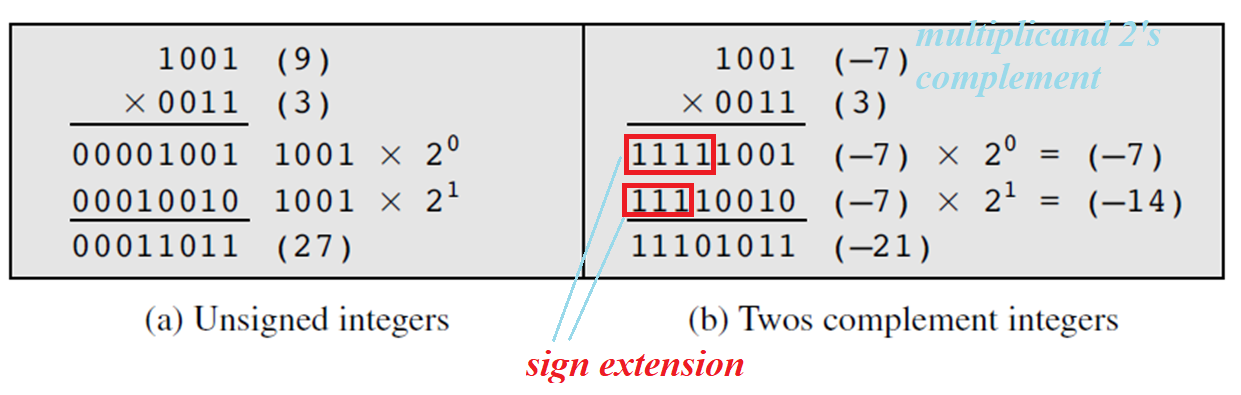 1001 (9)
× 0011 (3)
00001001 1001 × 2⁰
00010010 1001 × 2¹
00011011 (27)
(a) Unsigned integers
multiplicand 2's
complement
1001 (−7)
× 0011 (3)
11111001 (−7) × 2⁰ = (−7)
11110010 (−7) × 2¹ = (−14)
11101011 (−21)
(b) Twos complement integers
sign extension